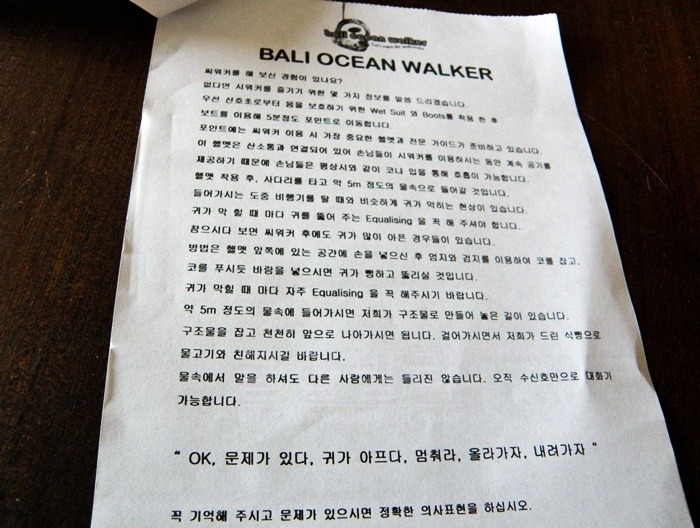 bali ocean walker
BALI OCEAN WALKER
씨워커를 해 보신 경험이 있나요?
없다면 시워커를 즐기기 위한 몇 가지 정보를 말씀 드리겠습니다.
우선 산호초로부터 몸을 보호하기 위한 Wet Suit 와 Boots를 착용 한 후
보트를 이용해 5분정도 포인트로 이동합니다.
포인트에는 씨워커 이용 시 가장 중요한 헬멧과 전문 가이드가 준비하고 있습니다.
이 헬멧은 산소통과 연결되어 있어 손님들이 시워커를 이용하시는 동안 계속 공기를
제공하기 때문에 손님들은 평상시와 같이 코나 입을 통해 호흡이 가능합니다.
헬멧 착용 후, 사다리를 타고 약 5m 정도의 물속으로 들어갈 것입니다.
들어가시는 도중 비행기를 탈 때와 비슷하게 귀가 막히는 현상이 있습니다.
귀가 막 힐 때 마다 귀를 뚫어 주는 Equalising 을 꼭 해 주셔야 합니다.
참으시다 보면 씨워커 후에도 귀가 많이 아픈 경우들이 있습니다.
방법은 헬멧 앞쪽에 있는 공간에 손을 넣으신 후 엄지와 검지를 이용하여 코를 잡고,
코를 푸시듯 바람을 넣으시면 귀가 뻥하고 뚫리실 것입니다.
귀가 막힐 때 마다 자주 Equalising 을 꼭 해주시기 바랍니다.
약 5m 정도의 물속에 들어가시면 저희가 구조물로 만들어 놓은 길이 있습니다.
구조물을 잡고 천천히 앞으로 나아가시면 됩니다. 걸어가시면서 저희가 드린 식빵으로
물고기와 친해지시길 바랍니다.
물속에서 말을 하셔도 다른 사람에게는 들리진 않습니다. 오직 수신호만으로 대화가
가능합니다.
“ OK, 문제가 있다, 귀가 아프다, 멈춰라, 올라가자, 내려가자 “
꼭 기억해 주시고 문제가 있으시면 정확한 의사표현을 하십시오.